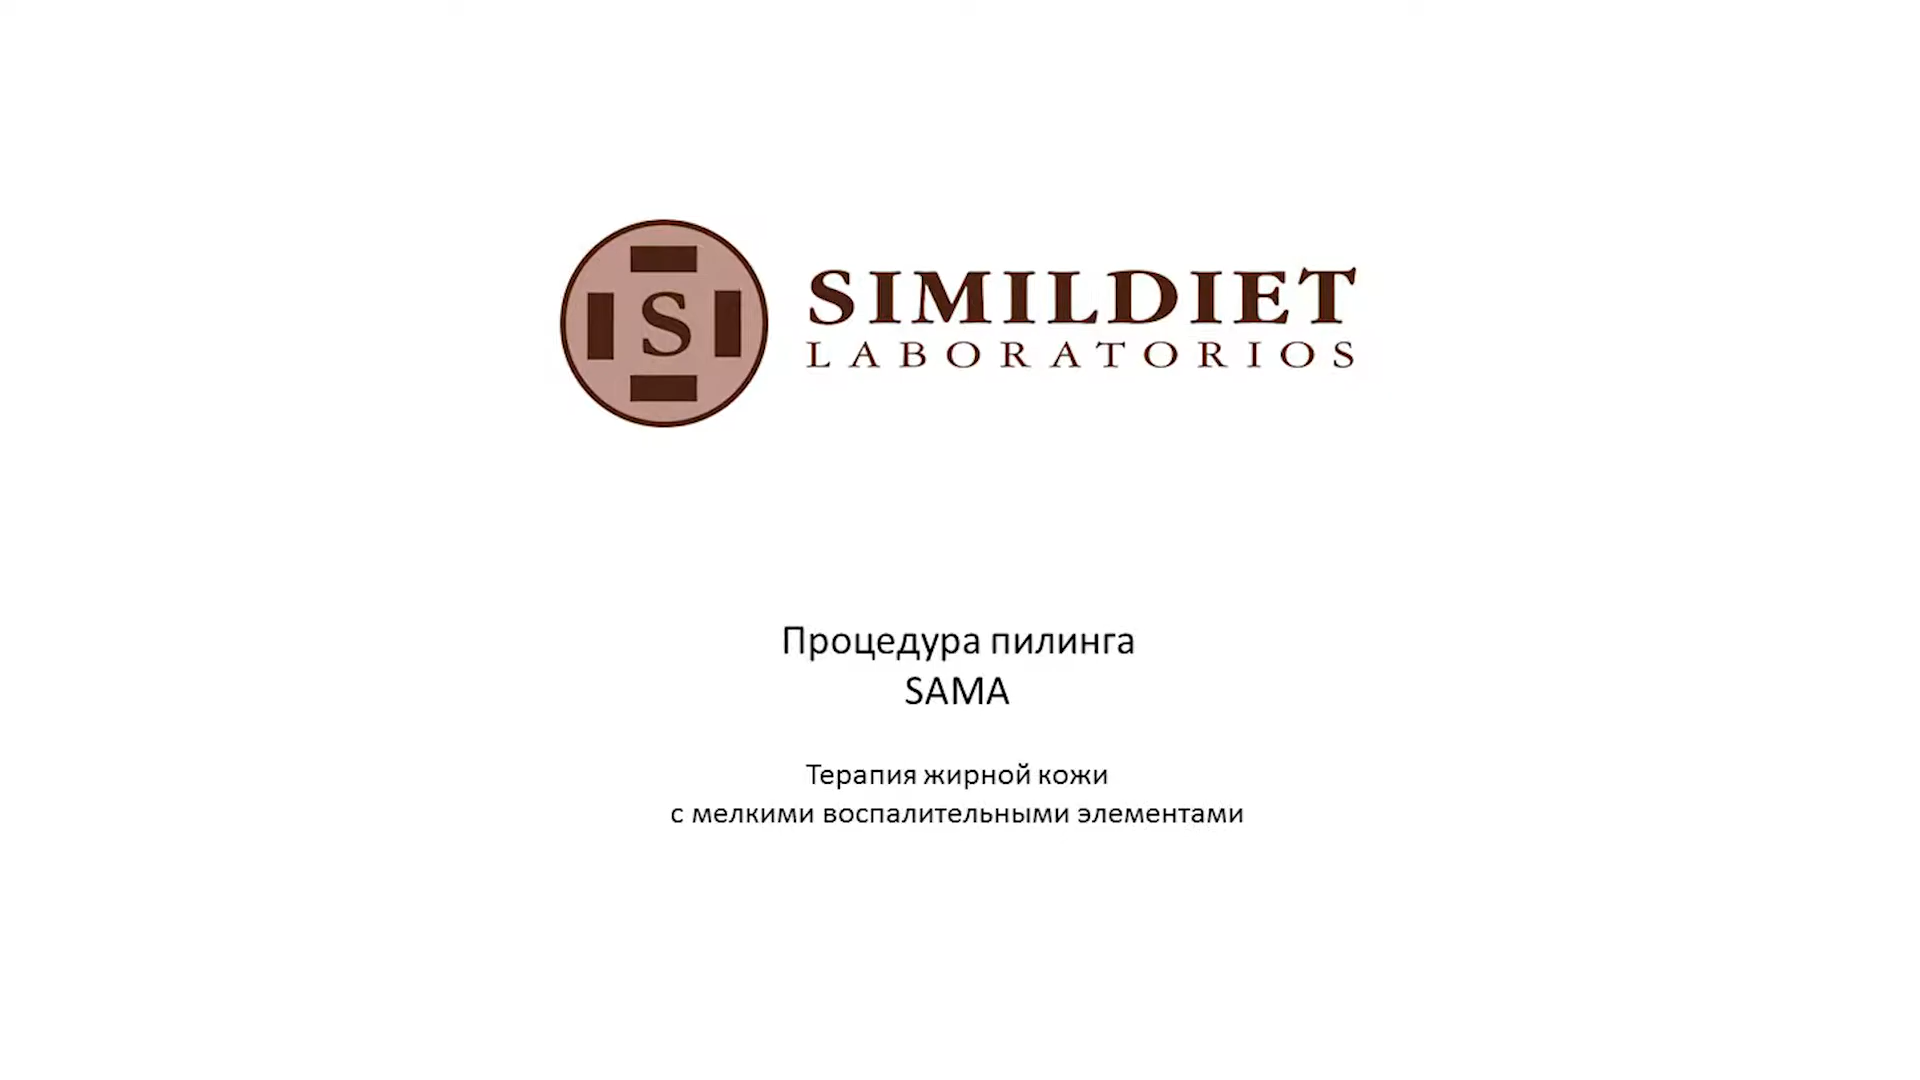 S
SIMILDIET
LABORATORIOS
Процедура пилинга
SAMA
Терапия жирной кожи
с мелкими воспалительными элементами